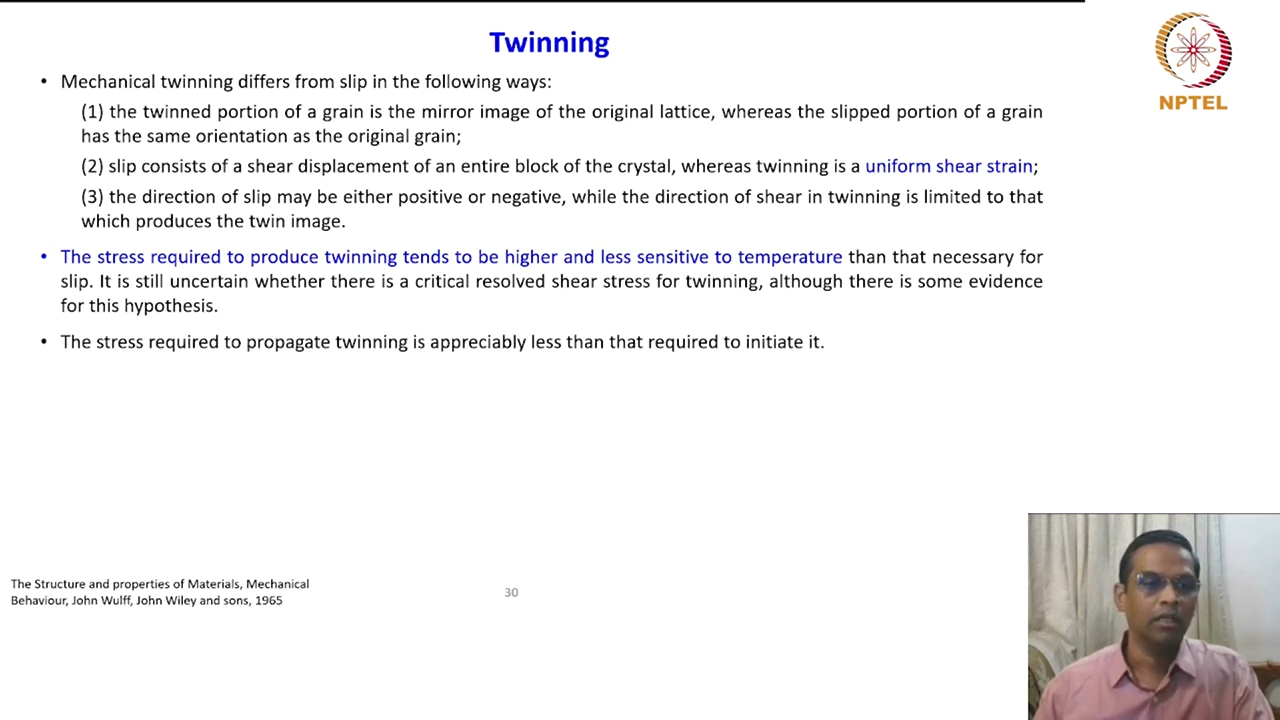 Twinning
NPTEL
• Mechanical twinning differs from slip in the following ways:
(1) the twinned portion of a grain is the mirror image of the original lattice, whereas the slipped portion of a grain
has the same orientation as the original grain;
(2) slip consists of a shear displacement of an entire block of the crystal, whereas twinning is a uniform shear strain;
(3) the direction of slip may be either positive or negative, while the direction of shear in twinning is limited to that
which produces the twin image.
• The stress required to produce twinning tends to be higher and less sensitive to temperature than that necessary for
slip. It is still uncertain whether there is a critical resolved shear stress for twinning, although there is some evidence
for this hypothesis.
• The stress required to propagate twinning is appreciably less than that required to initiate it.
The Structure and properties of Materials, Mechanical
Behaviour, John Wulff, John Wiley and sons, 1965
30